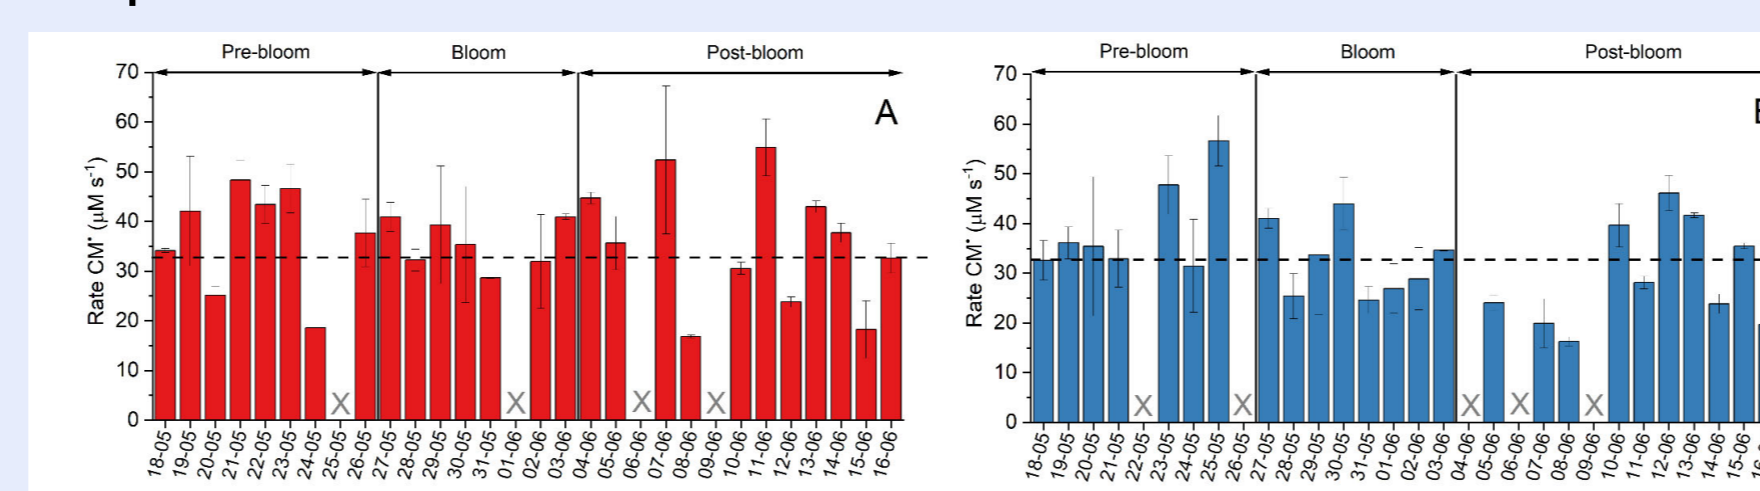 Pre-bloom Bloom Post-bloom
70
60
50
40
30
20
10
0
Rate CM• (µM s⁻¹)
A
X X X X
18-05 19-05 20-05 21-05 22-05 23-05 24-05 25-05 26-05 27-05 28-05 29-05 30-05 31-05 01-06 02-06 03-06 04-06 05-06 06-06 07-06 08-06 09-06 10-06 11-06 12-06 13-06 14-06 15-06 16-06
Pre-bloom Bloom Post-bloom
70
60
50
40
30
20
10
0
Rate CM• (µM s⁻¹)
X X X X X
18-05 19-05 20-05 21-05 22-05 23-05 24-05 25-05 26-05 27-05 28-05 29-05 30-05 31-05 01-06 02-06 03-06 04-06 05-06 06-06 07-06 08-06 09-06 10-06 11-06 12-06 13-06 14-06 15-06